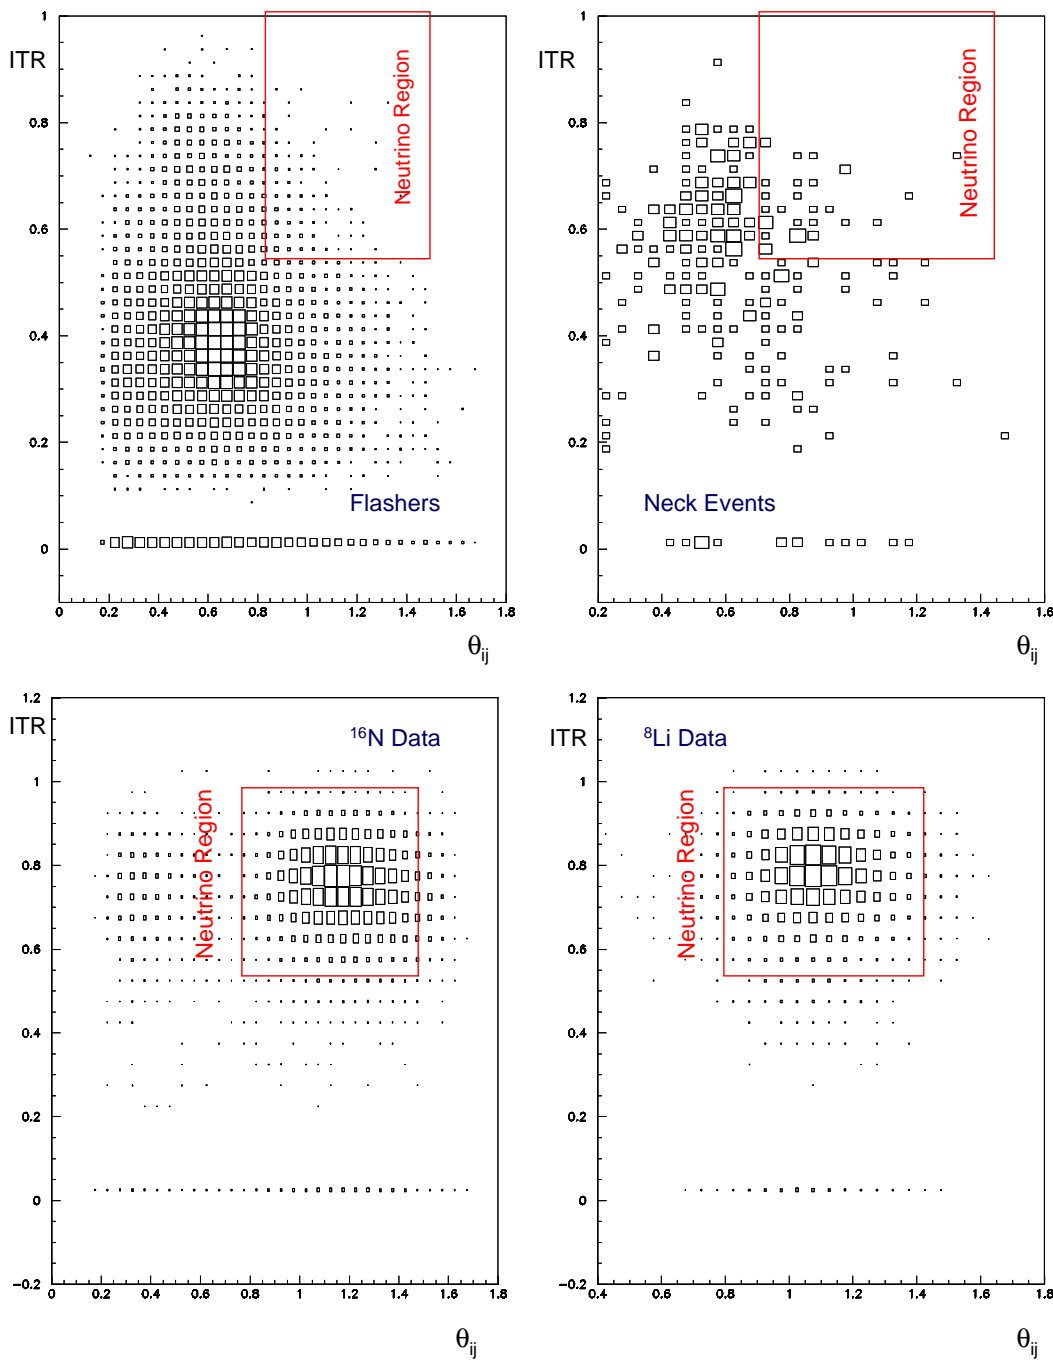 1
ITR
0.8
0.6
0.4
0.2
0
Neutrino Region
Flashers
0 0.2 0.4 0.6 0.8 1 1.2 1.4 1.6 1.8
θij
1
ITR
0.8
0.6
0.4
0.2
0
Neutrino Region
Neck Events
0.2 0.4 0.6 0.8 1 1.2 1.4 1.6
θij
1.2
ITR
1
0.8
0.6
0.4
0.2
0
−0.2
16N Data
Neutrino Region
0 0.2 0.4 0.6 0.8 1 1.2 1.4 1.6 1.8
θij
1.2
ITR
1
0.8
0.6
0.4
0.2
0
−0.2
8Li Data
Neutrino Region
0.4 0.6 0.8 1 1.2 1.4 1.6 1.8
θij